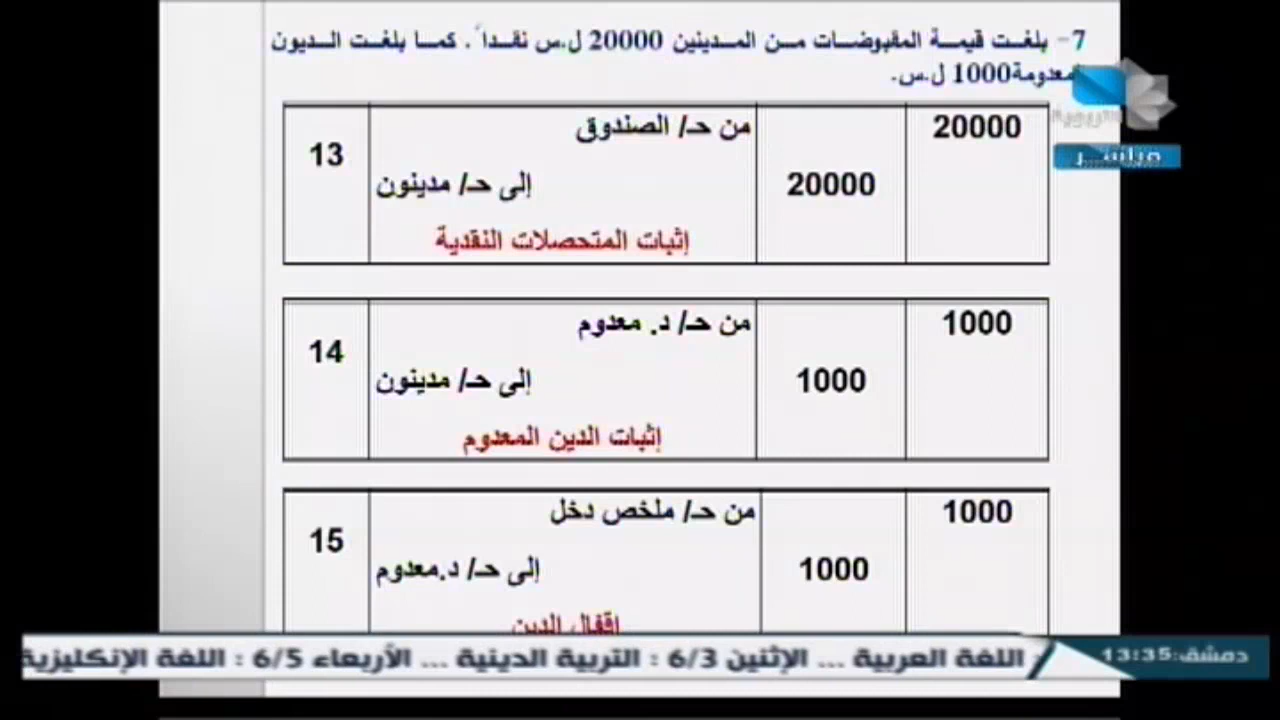 7- بلغت قيمة المقبوضات من المدينين 20000 ل.س نقداً. كما بلغت الديون
المعدومة 1000 ل.س.
التربوية
مباشر
20000
من حـ/ الصندوق
13
20000
إلى حـ/ مدينون
إثبات المتحصلات النقدية
1000
من حـ/ د. معدوم
14
1000
إلى حـ/ مدينون
إثبات الدين المعدوم
1000
من حـ/ ملخص دخل
15
1000
إلى حـ/ د.معدوم
إقفال الدين
دمشق:13:35
: اللغة العربية ... الإثنين 6/3 : التربية الدينية ... الأربعاء 6/5 : اللغة الإنكليزية